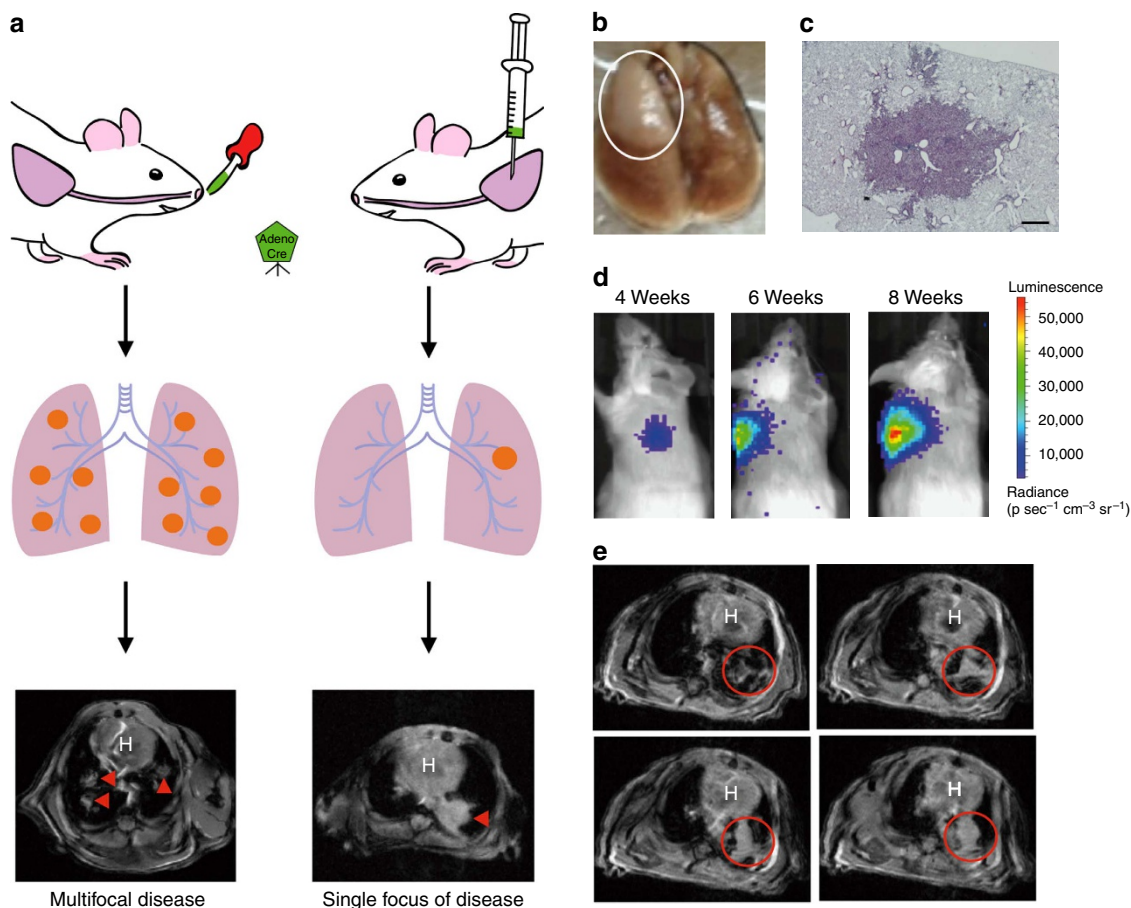 a
Adeno
Cre
H
H
Multifocal disease
Single focus of disease
b
c
d
4 Weeks
6 Weeks
8 Weeks
Luminescence
50,000
40,000
30,000
20,000
10,000
Radiance
(p sec⁻¹ cm⁻³ sr⁻¹)
e
H
H
H
H